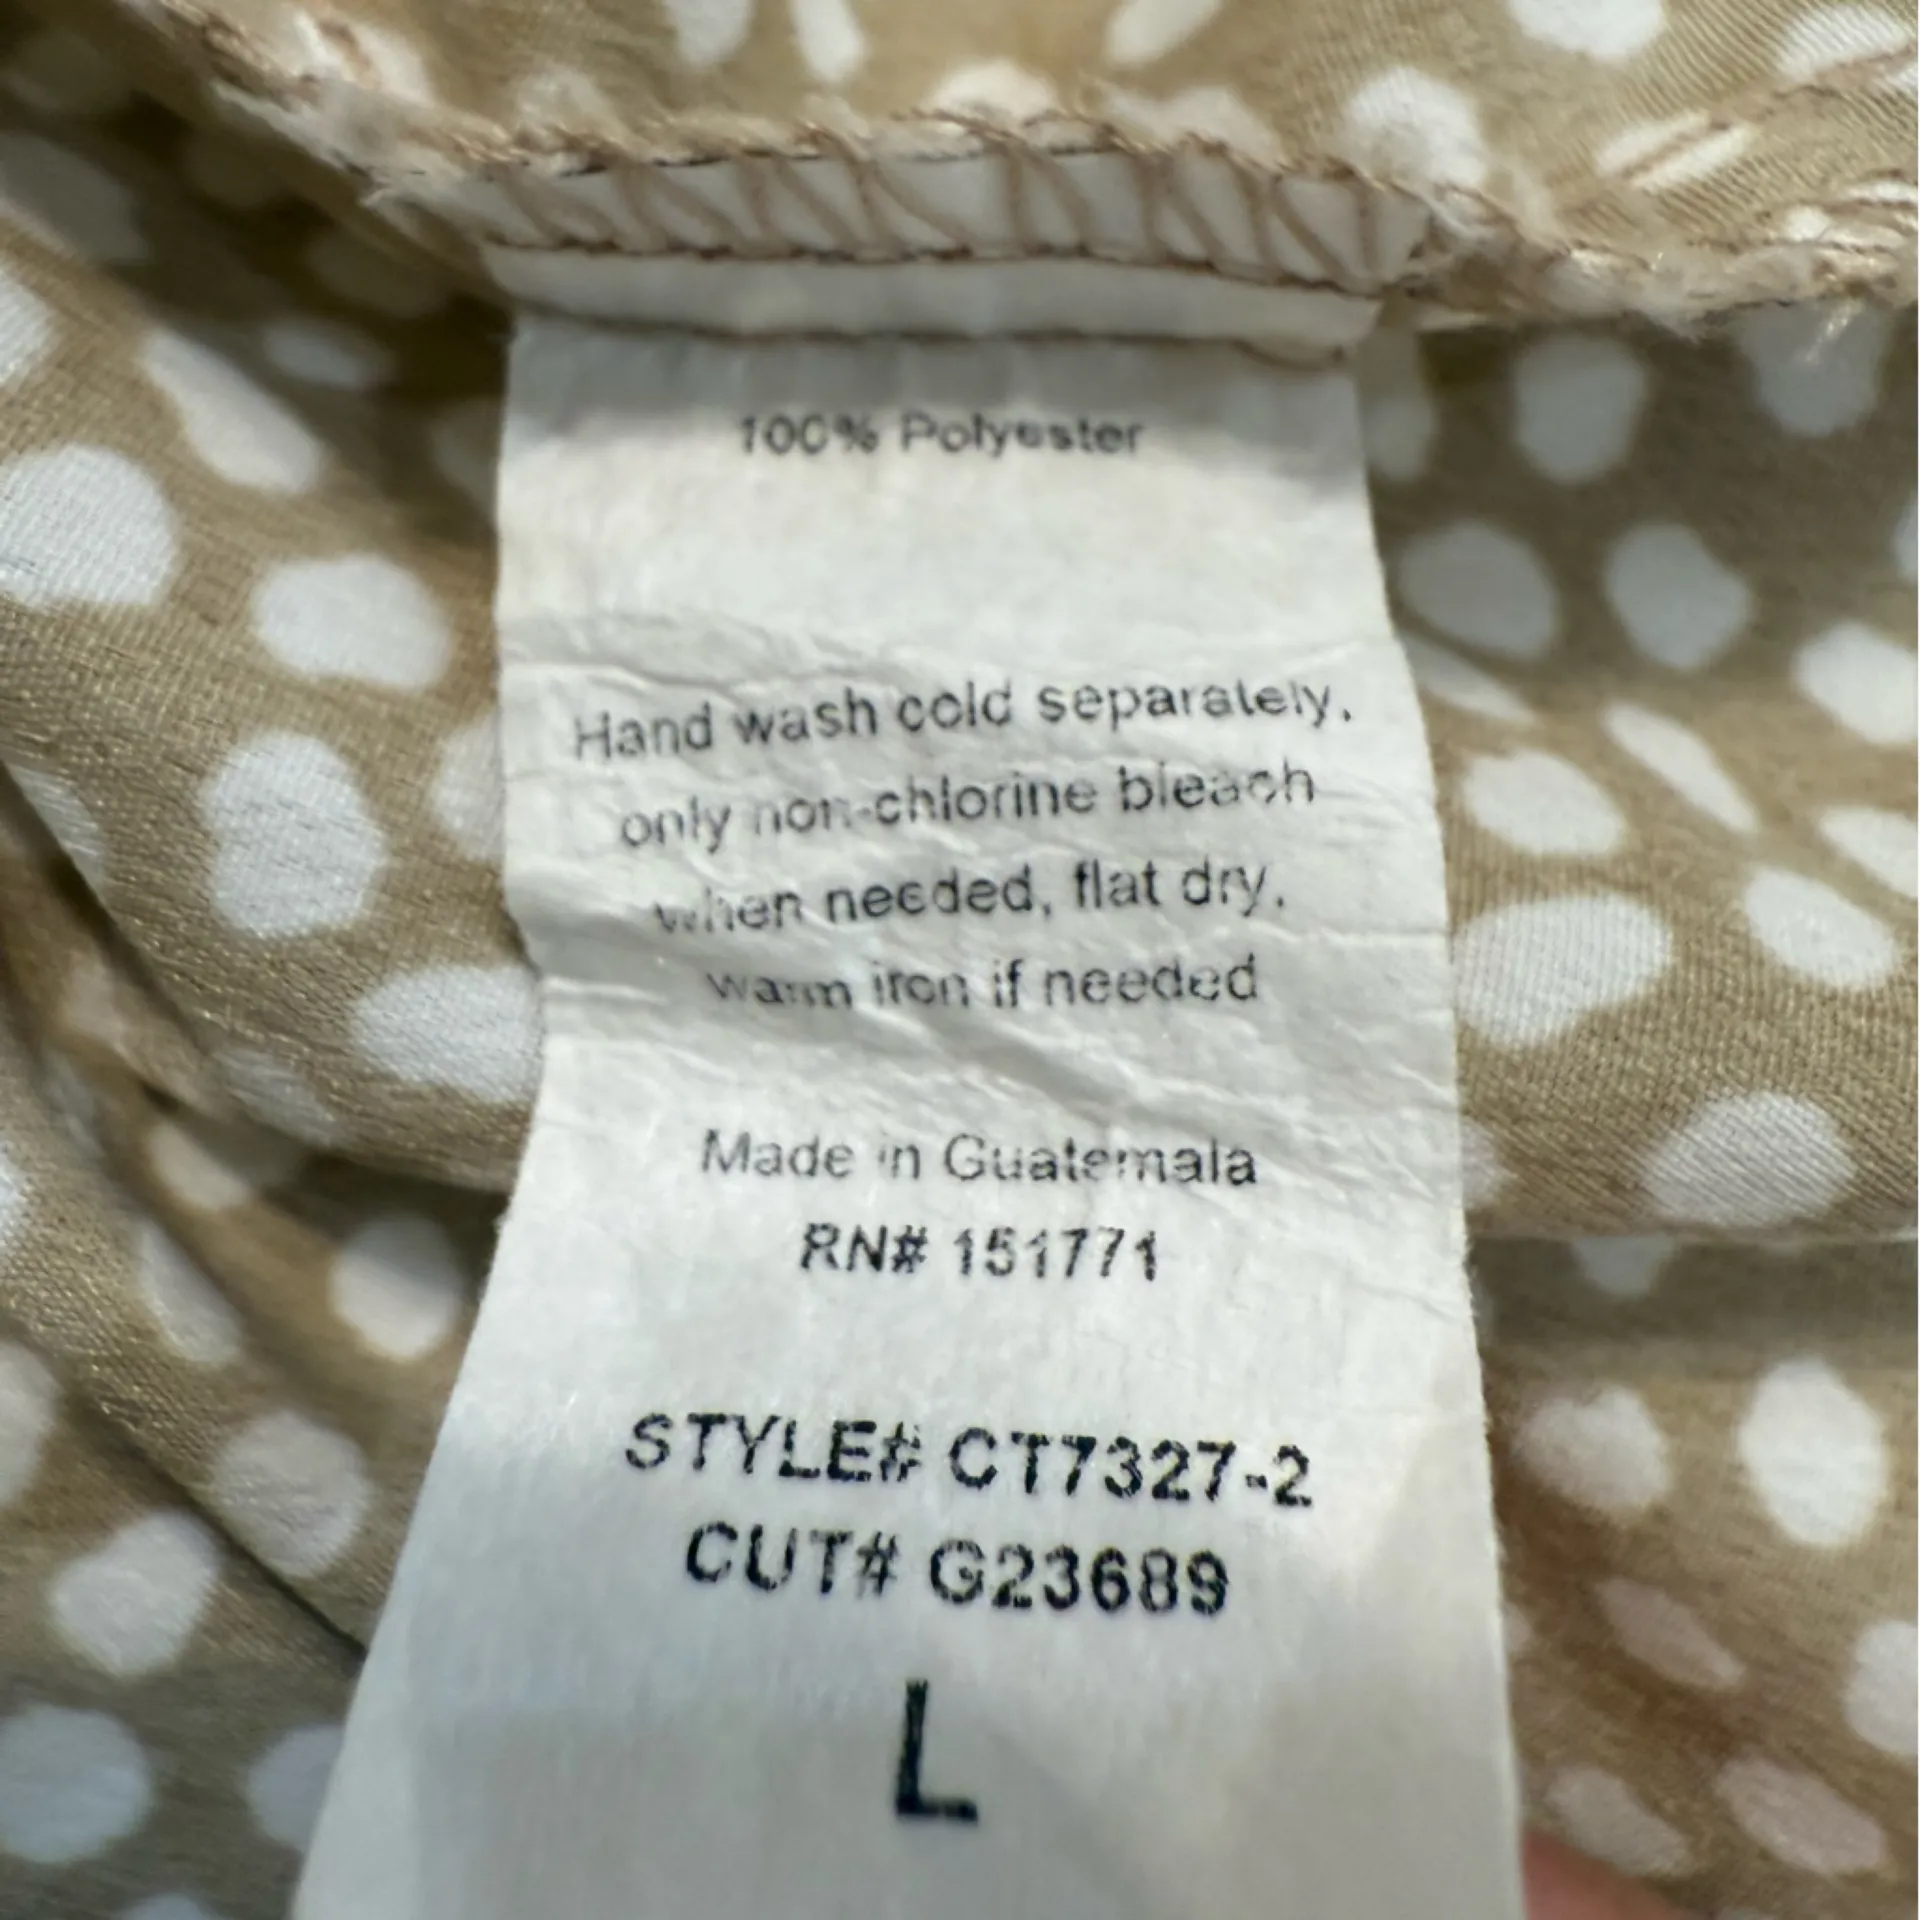 100% Polyester
Hand wash cold separately,
only non-chlorine bleach
when needed, flat dry,
warm iron if needed
Made in Guatemala
RN# 151771
STYLE# CT7327-2
CUT# G23689
L